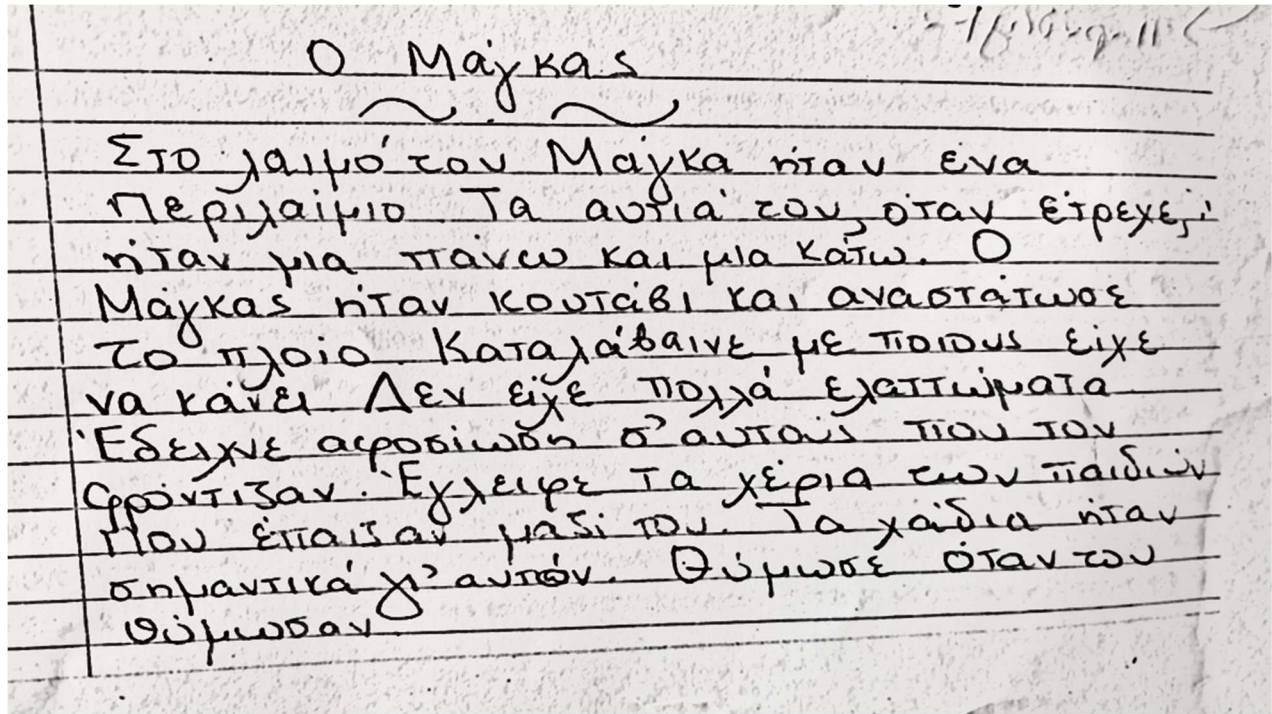 Ο Μάγκας
Στο λαιμό του Μάγκα ήταν ένα
περιλαίμιο. Τα αυτιά του, όταν έτρεχε,
ήταν μια πάνω και μια κάτω. Ο
Μάγκας ήταν κουτάβι και αναστάτωσε
το πλοίο. Καταλάβαινε με ποιους είχε
να κάνει. Δεν είχε πολλά ελαττώματα
Έδειχνε αφοσίωση σ' αυτούς που τον
φρόντιζαν. Έγλειφε τα χέρια των παιδιών
που έπαιζαν μαζί του. Τα χάδια ήταν
σημαντικά γι' αυτόν. Θύμωσε όταν του
θύμωσαν.